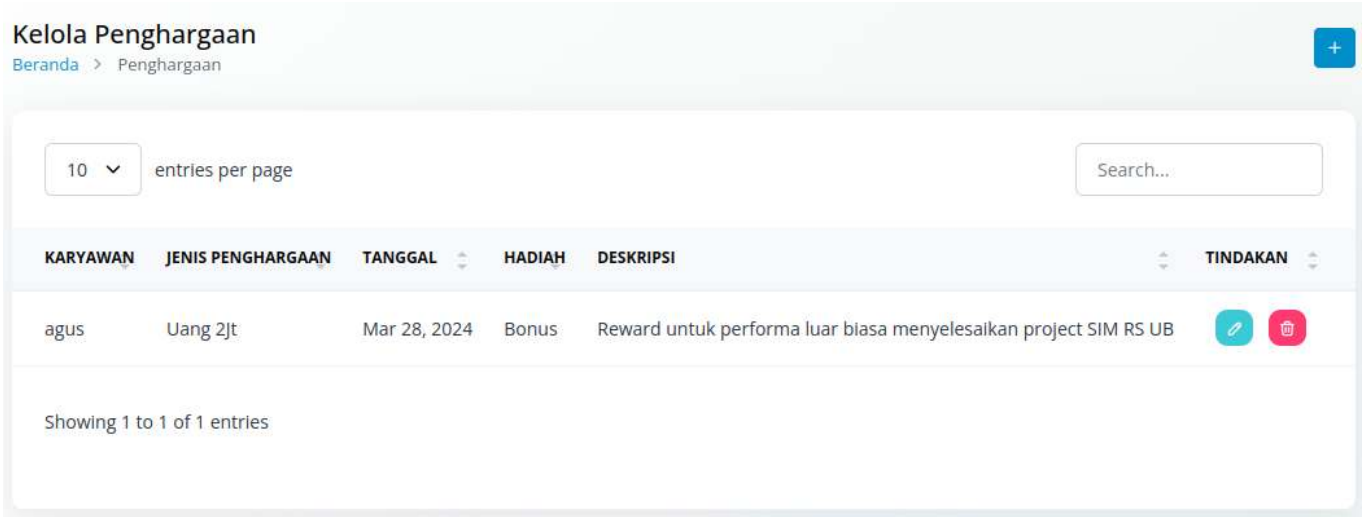 Kelola Penghargaan
Beranda > Penghargaan
+
10 entries per page
Search...
KARYAWAN JENIS PENGHARGAAN TANGGAL HADIAH DESKRIPSI TINDAKAN
agus Uang 2Jt Mar 28, 2024 Bonus Reward untuk performa luar biasa menyelesaikan project SIM RS UB
Showing 1 to 1 of 1 entries